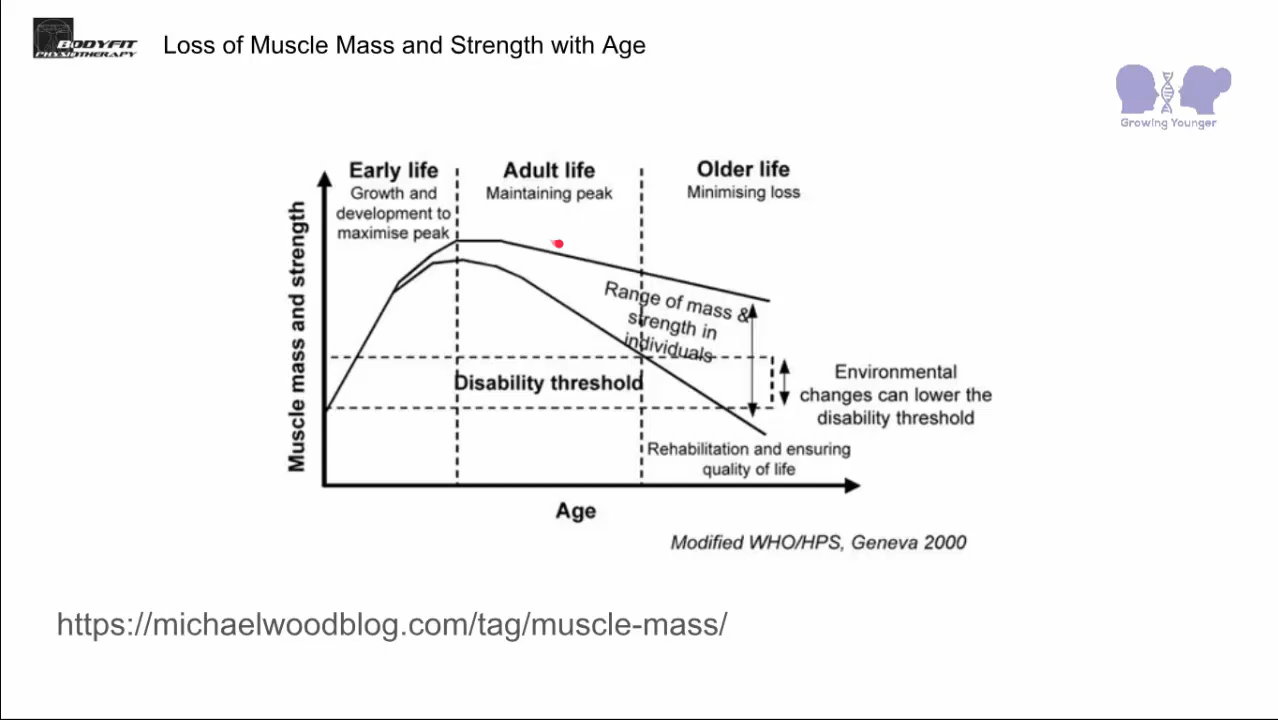 BODYFIT
PHYSIOTHERAPY
Loss of Muscle Mass and Strength with Age
Growing Younger
Early life
Growth and
development to
maximise peak
Adult life
Maintaining peak
Older life
Minimising loss
Muscle mass and strength
Range of mass &
strength in
individuals
Disability threshold
Environmental
changes can lower the
disability threshold
Rehabilitation and ensuring
quality of life
Age
Modified WHO/HPS, Geneva 2000
https://michaelwoodblog.com/tag/muscle-mass/